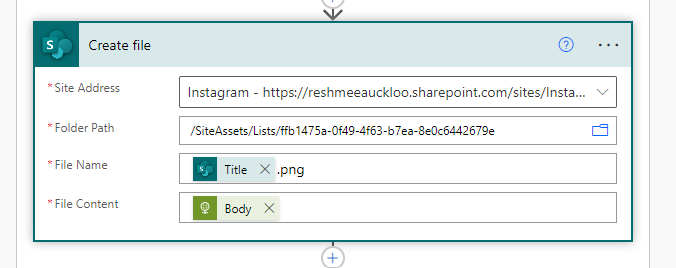 Create file
* Site Address
Instagram - https://reshmeeauckloo.sharepoint.com/sites/Insta...
* Folder Path
/SiteAssets/Lists/ffb1475a-0f49-4f63-b7ea-8e0c6442679e
* File Name
Title .png
* File Content
Body